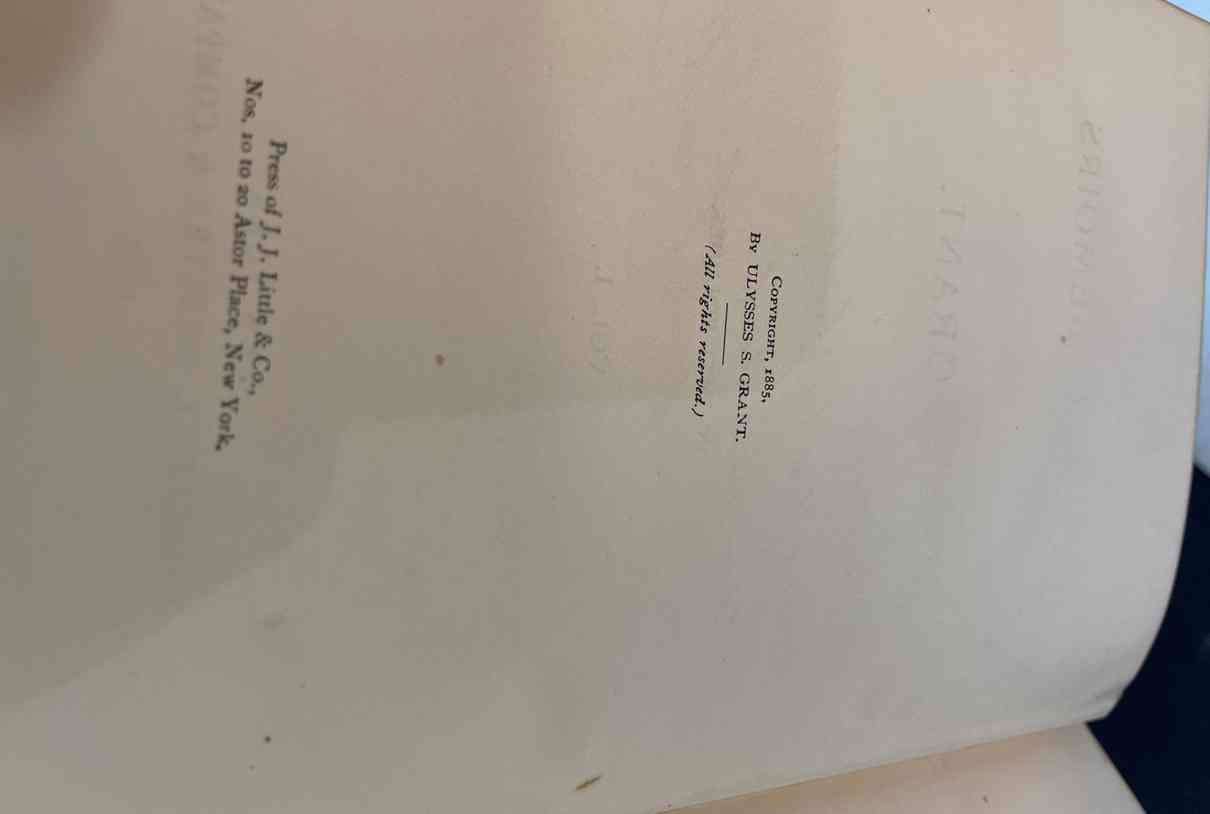 COPYRIGHT, 1885,
BY ULYSSES S. GRANT.
(All rights reserved.)
Press of J. J. Little & Co.,
Nos. 10 to 20 Astor Place, New York.